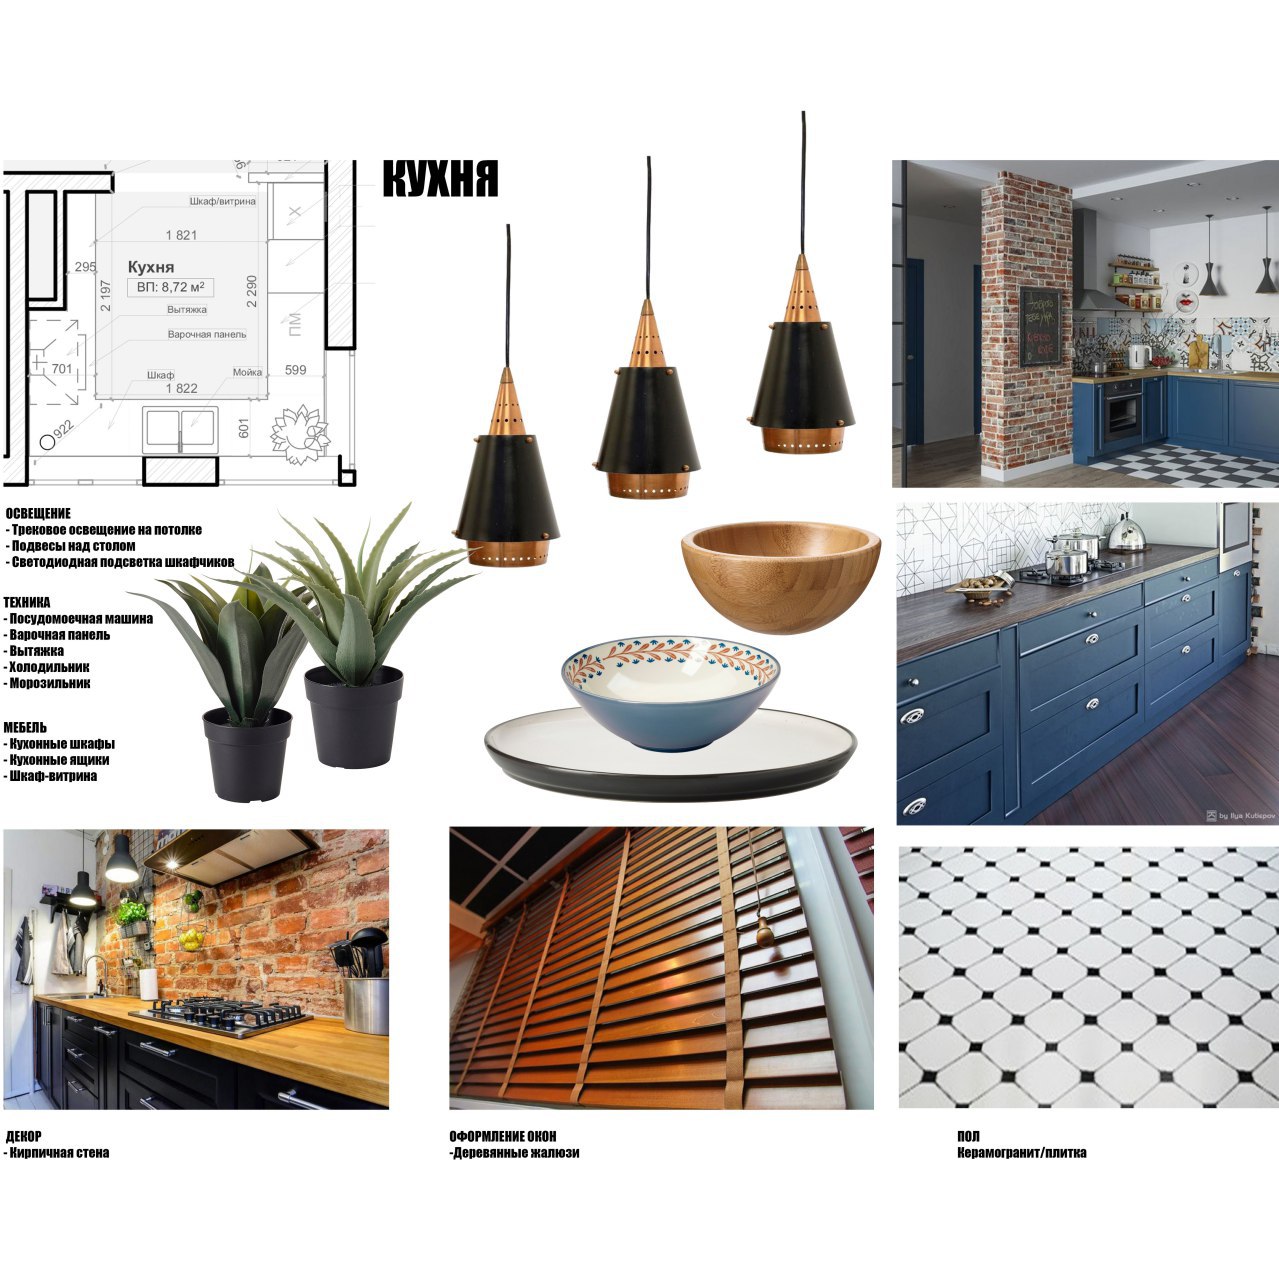 КУХНЯ
Шкаф/витрина
Х
1 821
295
Кухня
ВП: 8,72 м²
2 197
2 290
Вытяжка
ПМ
Варочная панель
701
Шкаф
Мойка
599
1 822
922
601
ОСВЕЩЕНИЕ
- Трековое освещение на потолке
- Подвесы над столом
- Светодиодная подсветка шкафчиков
ТЕХНИКА
- Посудомоечная машина
- Варочная панель
- Вытяжка
- Холодильник
- Морозильник
МЕБЕЛЬ
- Кухонные шкафы
- Кухонные ящики
- Шкаф-витрина
by Ilya Kutepov
ДЕКОР
- Кирпичная стена
ОФОРМЛЕНИЕ ОКОН
-Деревянные жалюзи
ПОЛ
Керамогранит/плитка